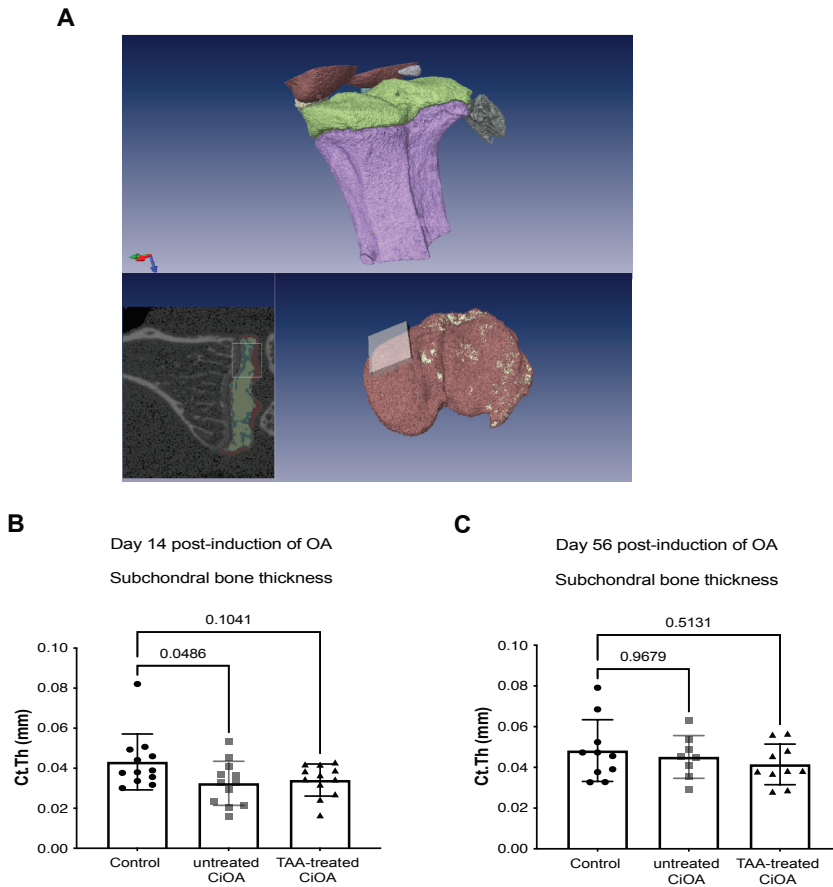 A
B
Day 14 post-induction of OA
Subchondral bone thickness
0.1041
0.0486
0.10
0.08
0.06
0.04
0.02
0.00
Ct.Th (mm)
Control
untreated
CiOA
TAA-treated
CiOA
C
Day 56 post-induction of OA
Subchondral bone thickness
0.5131
0.9679
0.10
0.08
0.06
0.04
0.02
0.00
Ct.Th (mm)
Control
untreated
CiOA
TAA-treated
CiOA